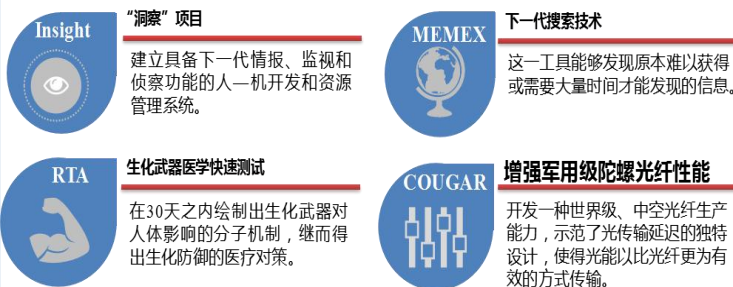 Insight
“洞察”项目
建立具备下一代情报、监视和
侦察功能的人—机开发和资源
管理系统。
MEMEX
下一代搜索技术
这一工具能够发现原本难以获得
或需要大量时间才能发现的信息。
RTA
生化武器医学快速测试
在30天之内绘制出生化武器对
人体影响的分子机制，继而得
出生化防御的医疗对策。
COUGAR
增强军用级陀螺光纤性能
开发一种世界级、中空光纤生产
能力，示范了光传输延迟的独特
设计，使得光能以比光纤更为有
效的方式传输。